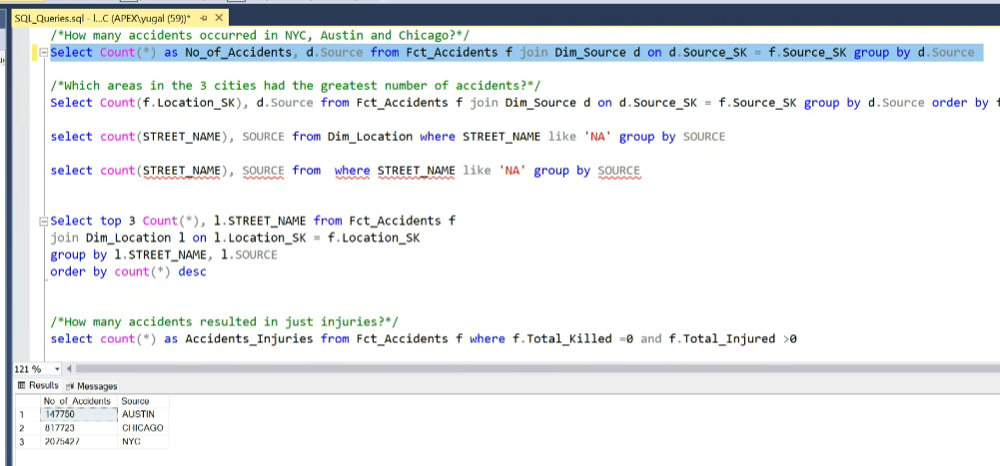 SQL_Queries.sql - l...C (APEX\yugal (59))*
/*How many accidents occurred in NYC, Austin and Chicago?*/
Select Count(*) as No_of_Accidents, d.Source from Fct_Accidents f join Dim_Source d on d.Source_SK = f.Source_SK group by d.Source
/*Which areas in the 3 cities had the greatest number of accidents?*/
Select Count(f.Location_SK), d.Source from Fct_Accidents f join Dim_Source d on d.Source_SK = f.Source_SK group by d.Source order by f
select count(STREET_NAME), SOURCE from Dim_Location where STREET_NAME like 'NA' group by SOURCE
select count(STREET_NAME), SOURCE from where STREET_NAME like 'NA' group by SOURCE
Select top 3 Count(*), l.STREET_NAME from Fct_Accidents f
join Dim_Location l on l.Location_SK = f.Location_SK
group by l.STREET_NAME, l.SOURCE
order by count(*) desc
/*How many accidents resulted in just injuries?*/
select count(*) as Accidents_Injuries from Fct_Accidents f where f.Total_Killed =0 and f.Total_Injured >0
121 %
Results Messages
No_of_Accidents Source
1 147750 AUSTIN
2 817723 CHICAGO
3 2075427 NYC